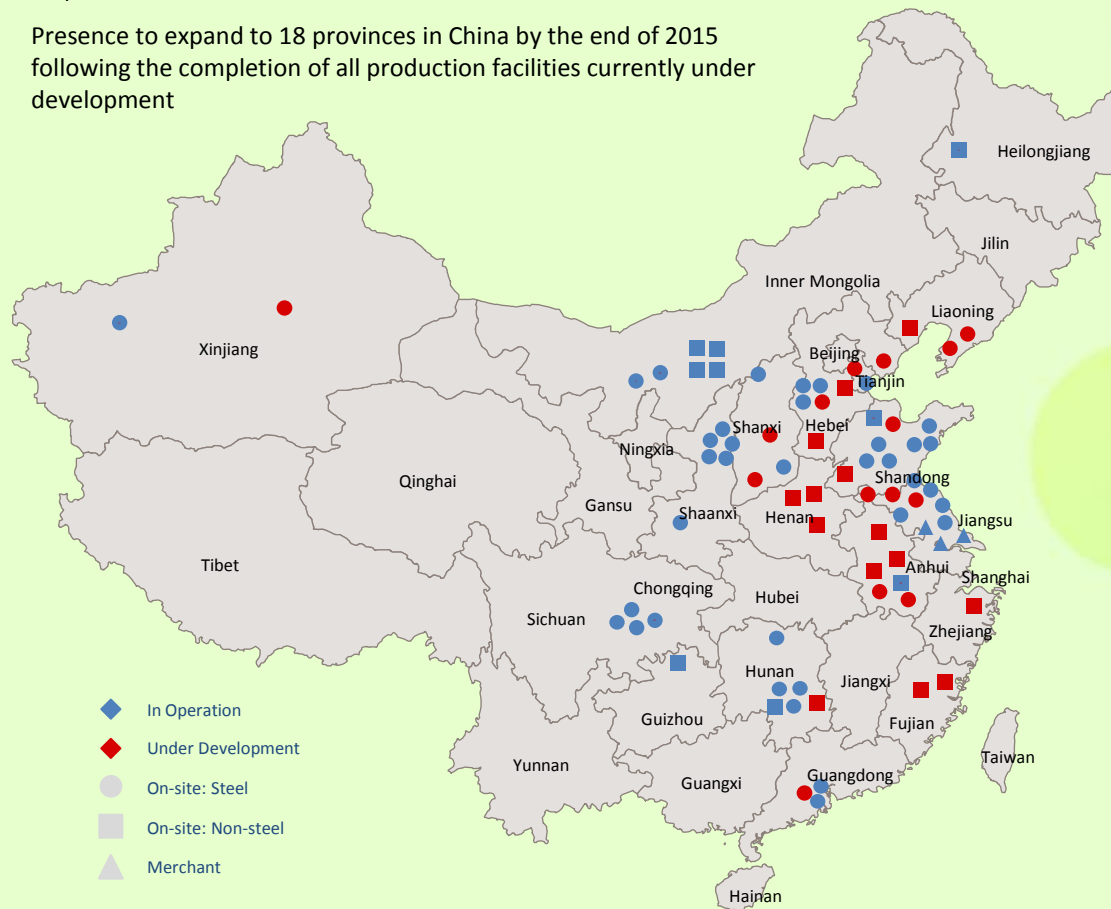 Presence to expand to 18 provinces in China by the end of 2015
following the completion of all production facilities currently under
development
Heilongjiang
Jilin
Inner Mongolia
Liaoning
Xinjiang
Beijing
Tianjin
Shanxi
Hebei
Ningxia
Shandong
Qinghai
Gansu
Shaanxi
Henan
Jiangsu
Tibet
Anhui
Shanghai
Chongqing
Hubei
Sichuan
Zhejiang
Hunan
Jiangxi
Guizhou
Fujian
Yunnan
Guangxi
Guangdong
Taiwan
Hainan
In Operation
Under Development
On-site: Steel
On-site: Non-steel
Merchant